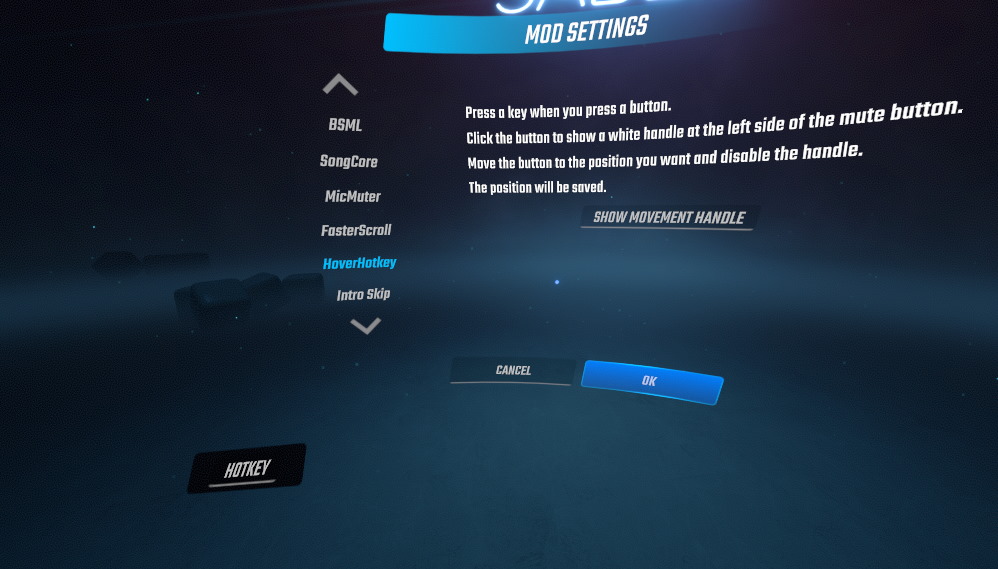 MOD SETTINGS
BSML
SongCore
MicMuter
FasterScroll
HoverHotkey
Intro Skip
Press a key when you press a button.
Click the button to show a white handle at the left side of the mute button.
Move the button to the position you want and disable the handle.
The position will be saved.
SHOW MOVEMENT HANDLE
CANCEL
OK
HOTKEY